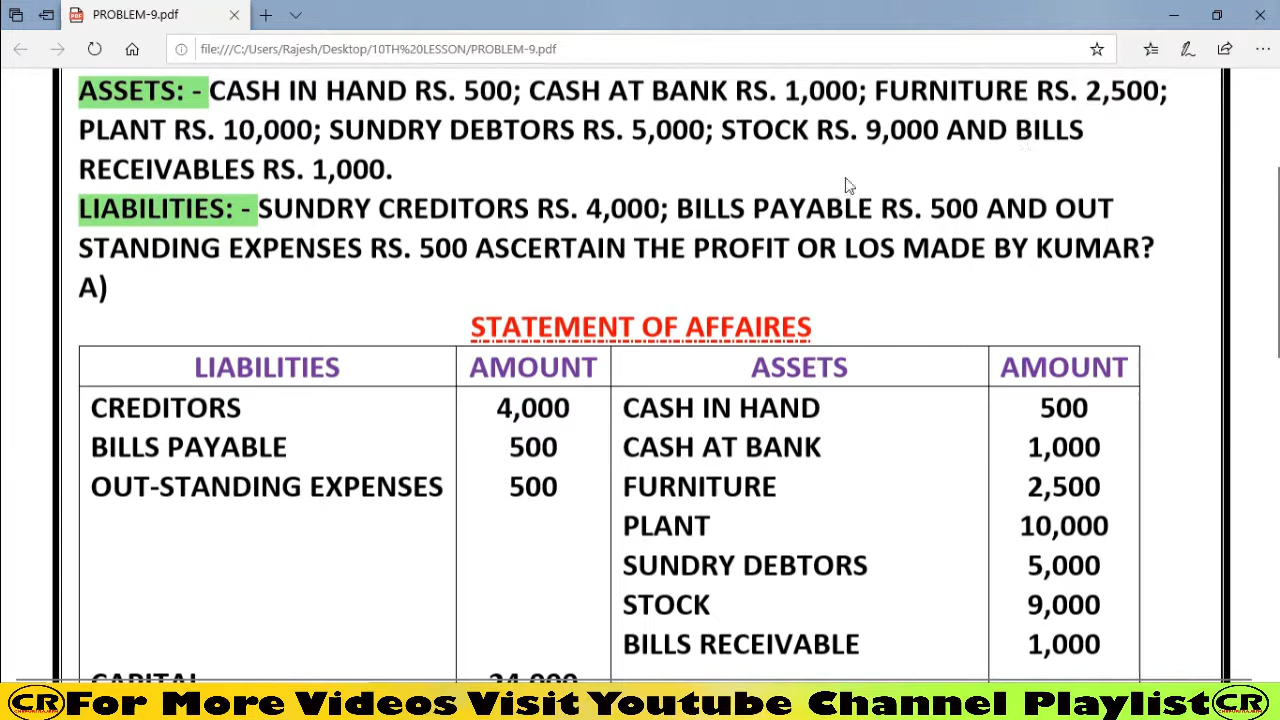 PROBLEM-9.pdf
file:///C:/Users/Rajesh/Desktop/10TH%20LESSON/PROBLEM-9.pdf
ASSETS: - CASH IN HAND RS. 500; CASH AT BANK RS. 1,000; FURNITURE RS. 2,500;
PLANT RS. 10,000; SUNDRY DEBTORS RS. 5,000; STOCK RS. 9,000 AND BILLS
RECEIVABLES RS. 1,000.
LIABILITIES: - SUNDRY CREDITORS RS. 4,000; BILLS PAYABLE RS. 500 AND OUT
STANDING EXPENSES RS. 500 ASCERTAIN THE PROFIT OR LOS MADE BY KUMAR?
A)
STATEMENT OF AFFAIRES
LIABILITIES AMOUNT ASSETS AMOUNT
CREDITORS 4,000 CASH IN HAND 500
BILLS PAYABLE 500 CASH AT BANK 1,000
OUT-STANDING EXPENSES 500 FURNITURE 2,500
PLANT 10,000
SUNDRY DEBTORS 5,000
STOCK 9,000
BILLS RECEIVABLE 1,000
CAPITAL 24,000
CR For More Videos Visit Youtube Channel Playlist CR